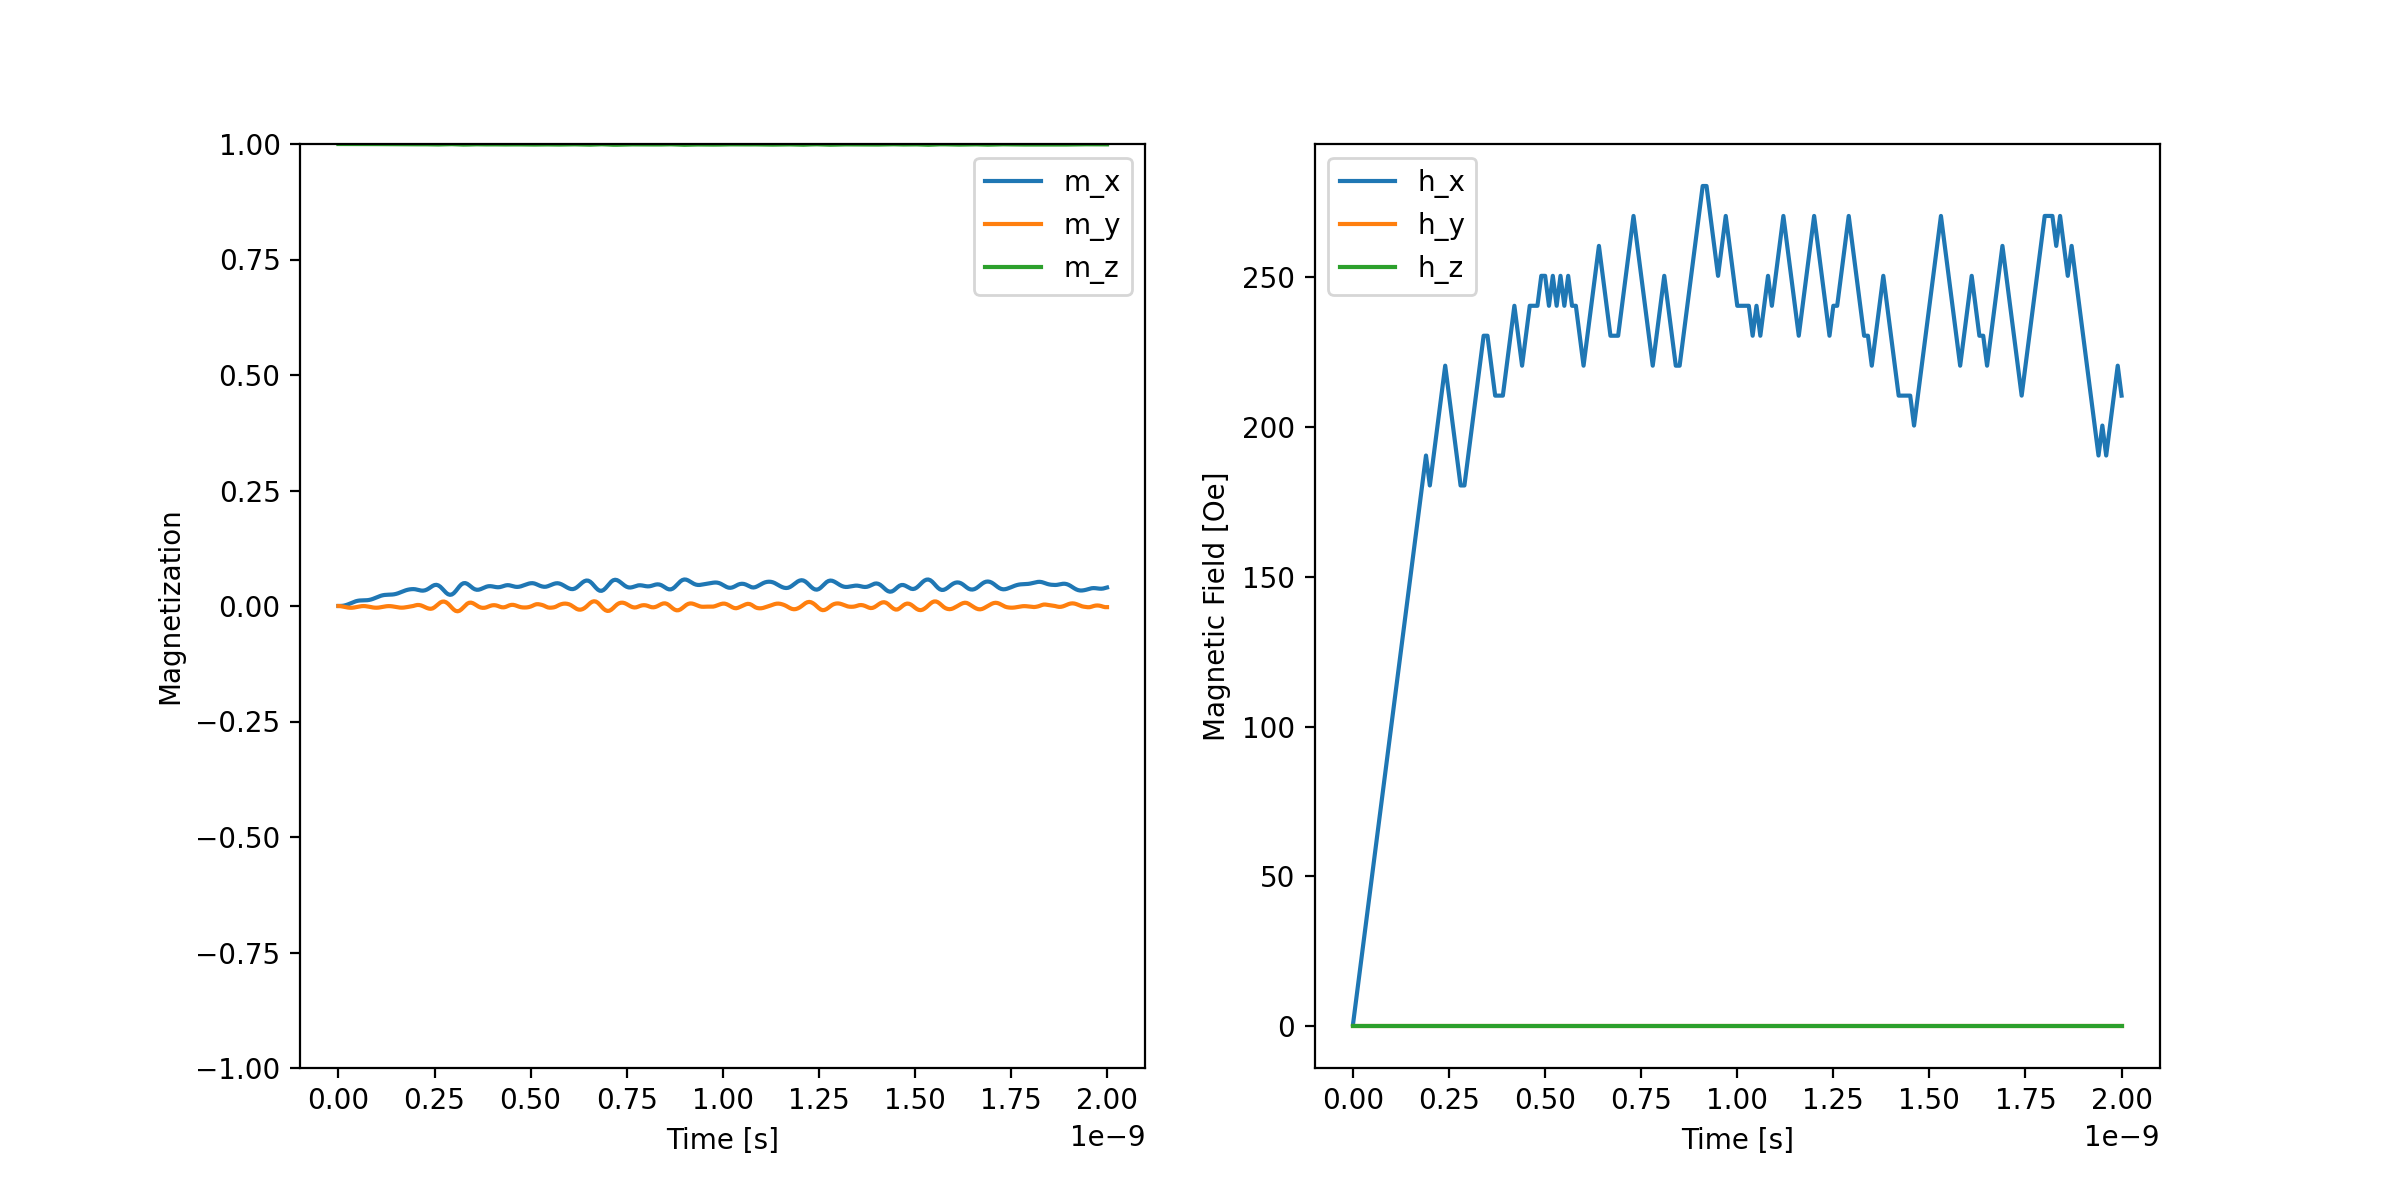 1.00
0.75
0.50
0.25
0.00
−0.25
−0.50
−0.75
−1.00
Magnetization
m_x
m_y
m_z
0.00 0.25 0.50 0.75 1.00 1.25 1.50 1.75 2.00
Time [s]
1e−9
250
200
150
100
50
0
Magnetic Field [Oe]
h_x
h_y
h_z
0.00 0.25 0.50 0.75 1.00 1.25 1.50 1.75 2.00
Time [s]
1e−9